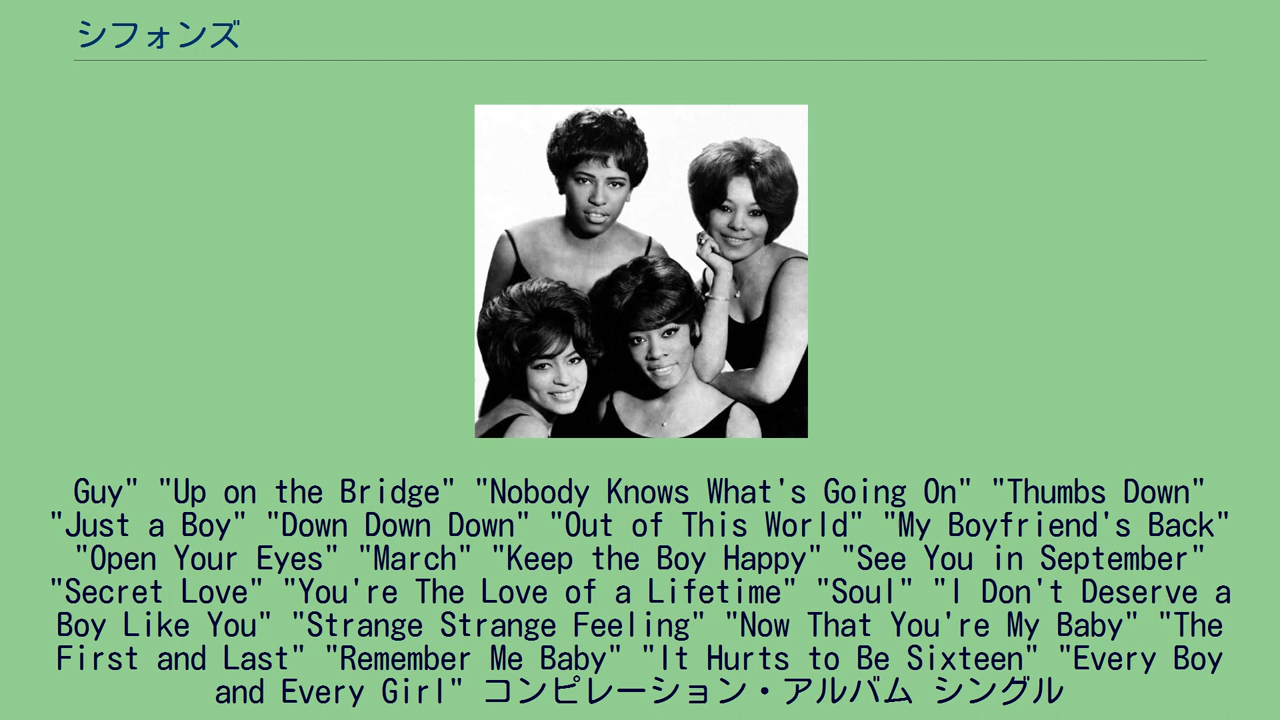 シフォンズ
Guy" "Up on the Bridge" "Nobody Knows What's Going On" "Thumbs Down"
"Just a Boy" "Down Down Down" "Out of This World" "My Boyfriend's Back"
"Open Your Eyes" "March" "Keep the Boy Happy" "See You in September"
"Secret Love" "You're The Love of a Lifetime" "Soul" "I Don't Deserve a
Boy Like You" "Strange Strange Feeling" "Now That You're My Baby" "The
First and Last" "Remember Me Baby" "It Hurts to Be Sixteen" "Every Boy
and Every Girl" コンピレーション・アルバム シングル